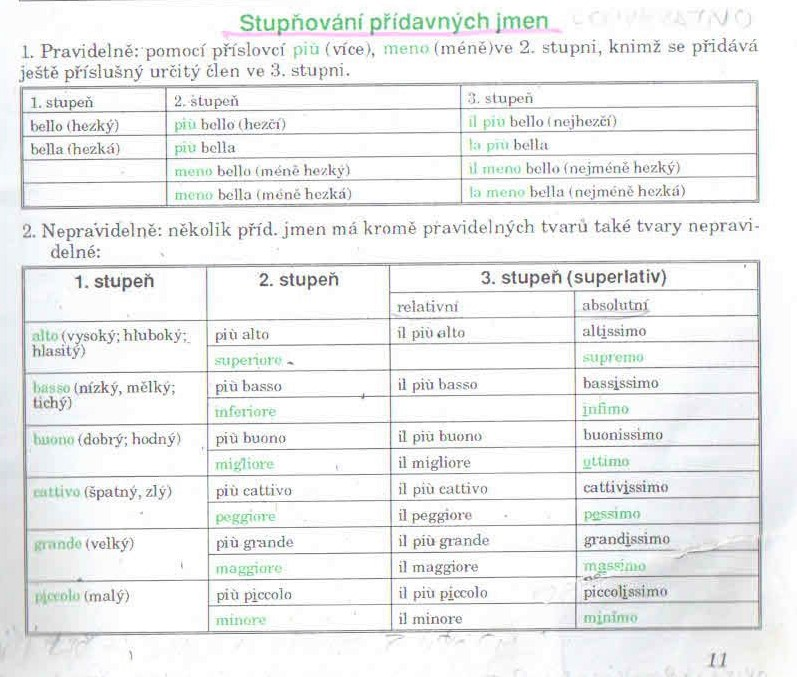 Stupňování přídavných jmen
1. Pravidelně: pomocí příslovcí più (více), meno (méně)ve 2. stupni, knimž se přidává
ještě příslušný určitý člen ve 3. stupni.
1. stupeň 2. stupeň 3. stupeň
bello (hezký) più bello (hezčí) il più bello (nejhezčí)
bella (hezká) più bella la più bella
meno bello (méně hezký) il meno bello (nejméně hezký)
meno bella (méně hezká) la meno bella (nejméně hezká)
2. Nepravidelně: několik příd. jmen má kromě pravidelných tvarů také tvary nepravi-
delné:
1. stupeň 2. stupeň 3. stupeň (superlativ)
relativní absolutní
alto (vysoký; hluboký; più alto il più alto altissimo
hlasitý) superiore supremo
basso (nízký, mělký; più basso il più basso bassissimo
tichý) inferiore infimo
buono (dobrý; hodný) più buono il più buono buonissimo
migliore il migliore ottimo
cattivo (špatný, zlý) più cattivo il più cattivo cattivissimo
peggiore il peggiore pessimo
grande (velký) più grande il più grande grandissimo
maggiore il maggiore massimo
piccolo (malý) più piccolo il più piccolo piccolissimo
minore il minore minimo
11